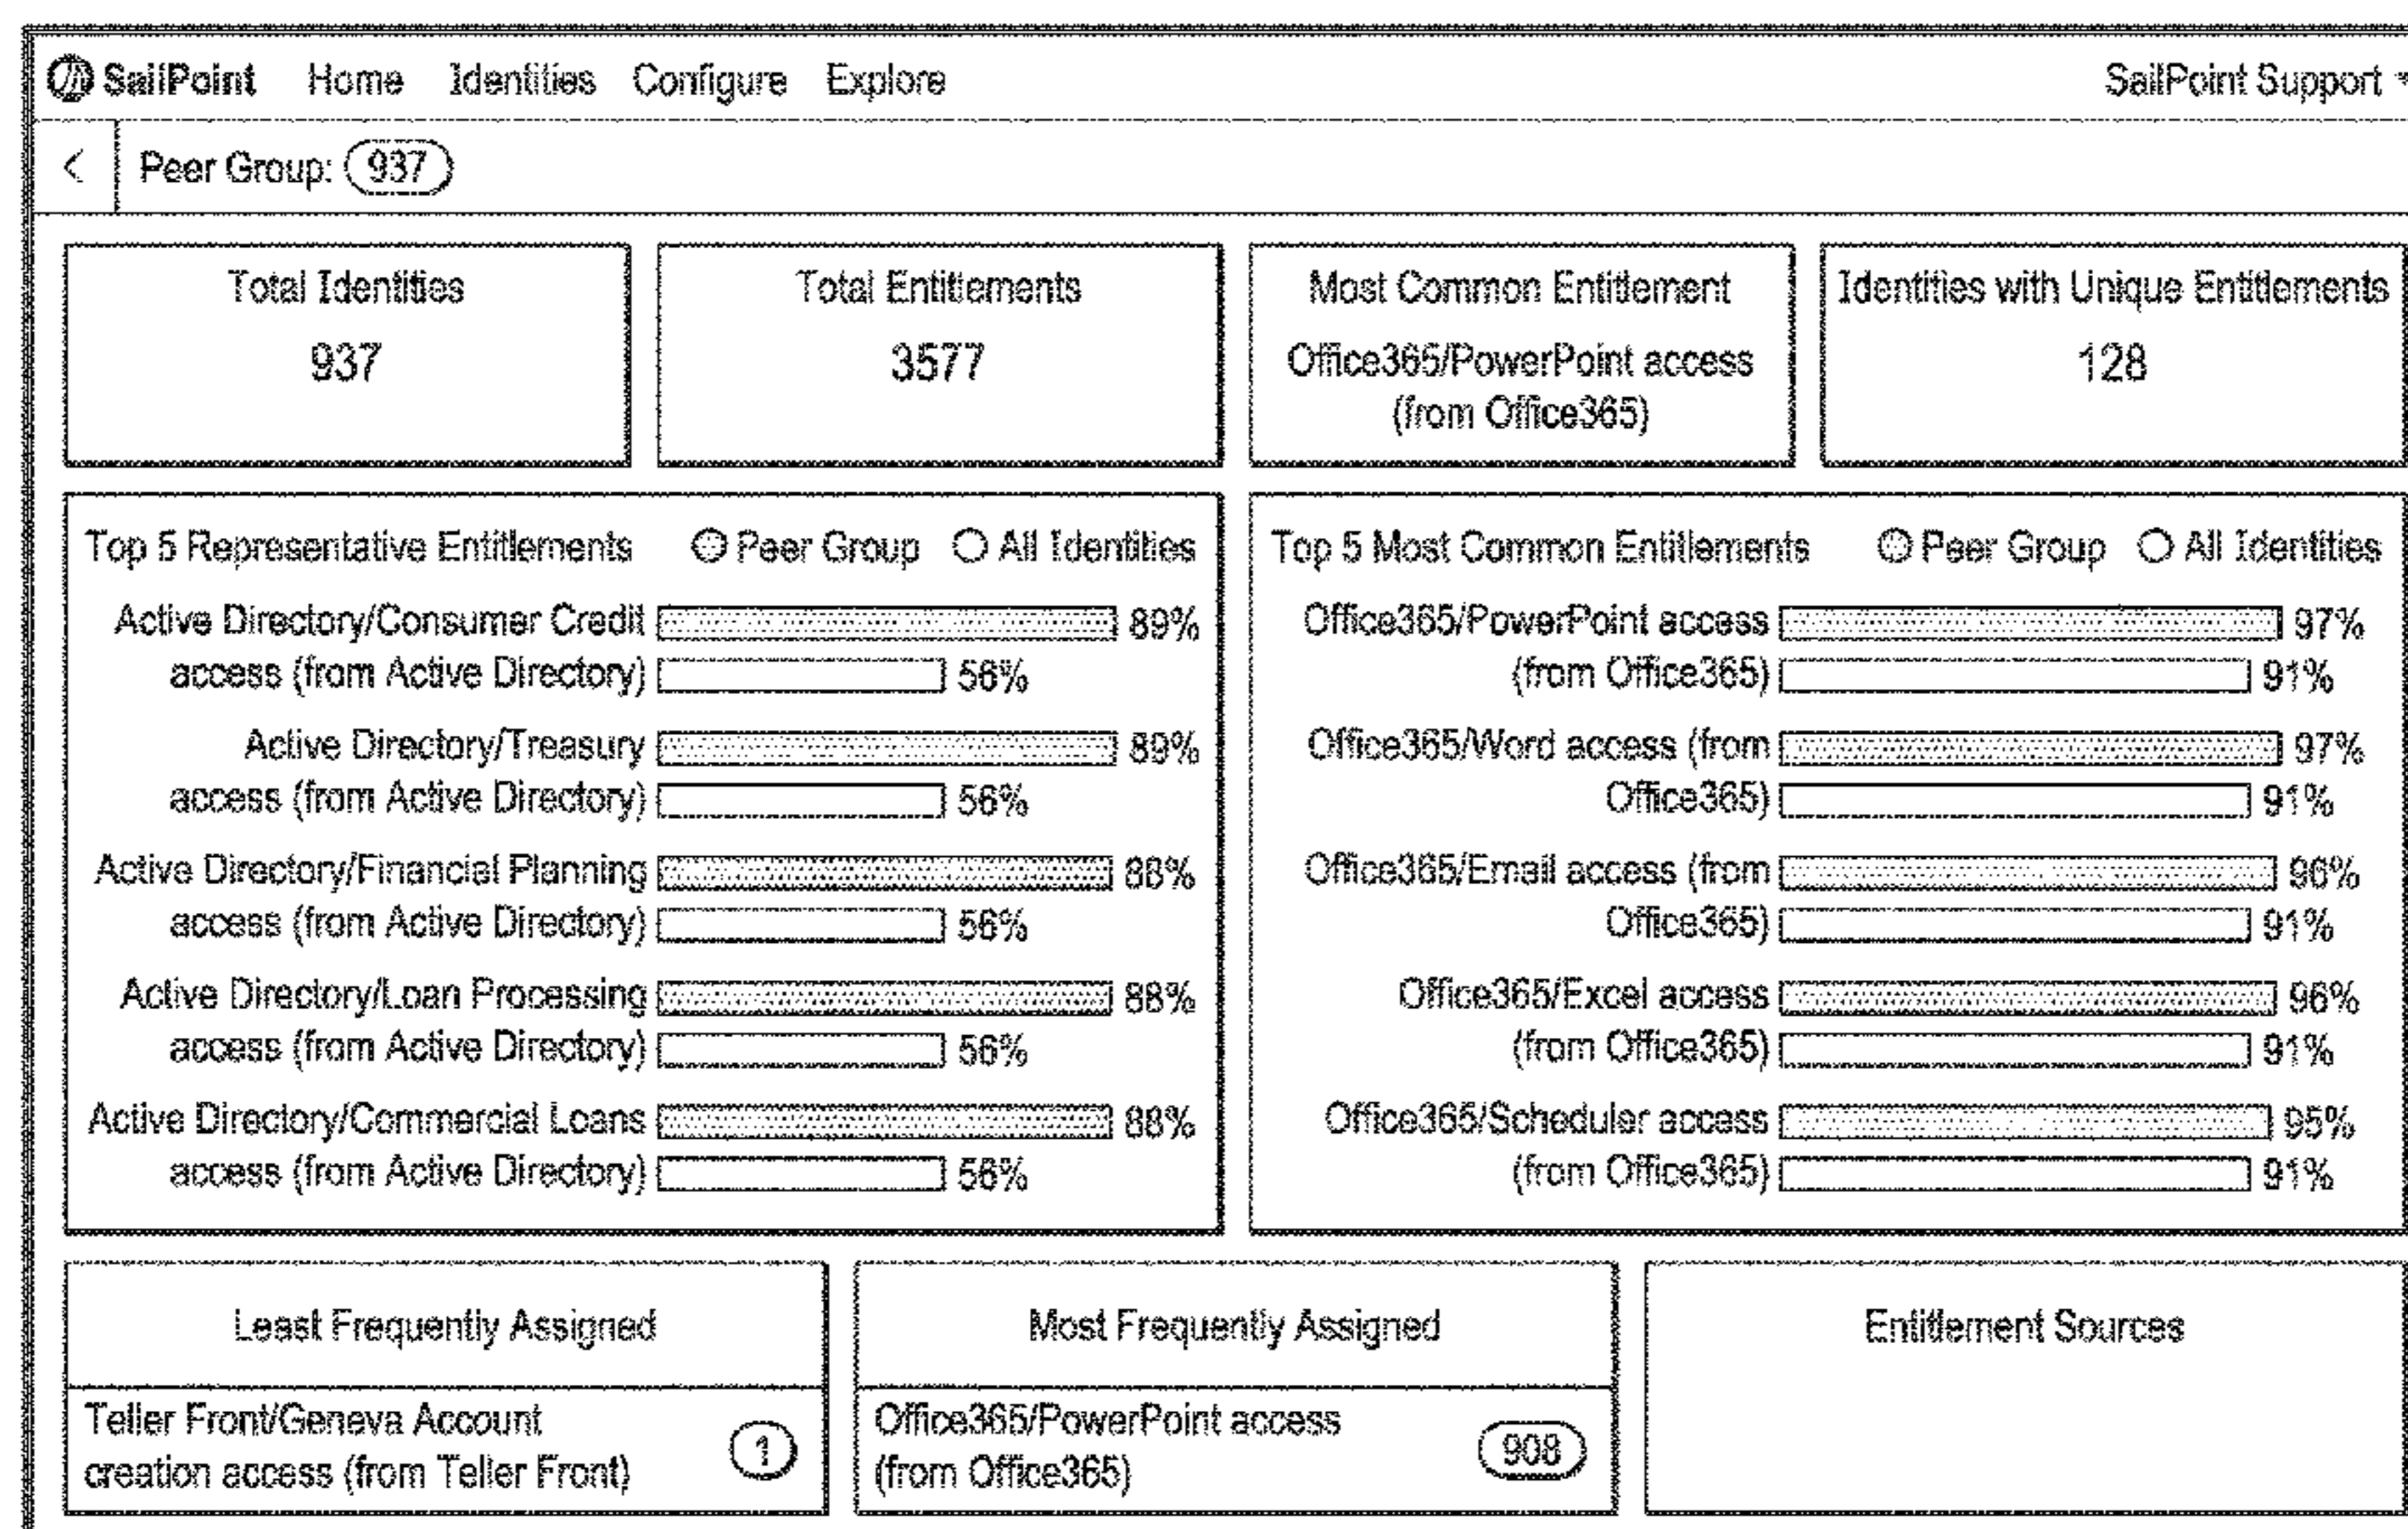 SailPoint Home Identities Configure Explore SailPoint Support
< Peer Group: 937
Total Identities
937
Total Entitlements
3577
Most Common Entitlement
Office365/PowerPoint access
(from Office365)
Identities with Unique Entitlements
128
Top 5 Representative Entitlements Peer Group All Identities
Active Directory/Consumer Credit 89%
access (from Active Directory) 56%
Active Directory/Treasury 89%
access (from Active Directory) 56%
Active Directory/Financial Planning 88%
access (from Active Directory) 56%
Active Directory/Loan Processing 88%
access (from Active Directory) 56%
Active Directory/Commercial Loans 88%
access (from Active Directory) 56%
Top 5 Most Common Entitlements Peer Group All Identities
Office365/PowerPoint access 97%
(from Office365) 91%
Office365/Word access (from 97%
Office365) 91%
Office365/Email access (from 96%
Office365) 91%
Office365/Excel access 96%
(from Office365) 91%
Office365/Scheduler access 95%
(from Office365) 91%
Least Frequently Assigned
Teller Front/Geneva Account
creation access (from Teller Front) 1
Most Frequently Assigned
Office365/PowerPoint access
(from Office365) 908
Entitlement Sources